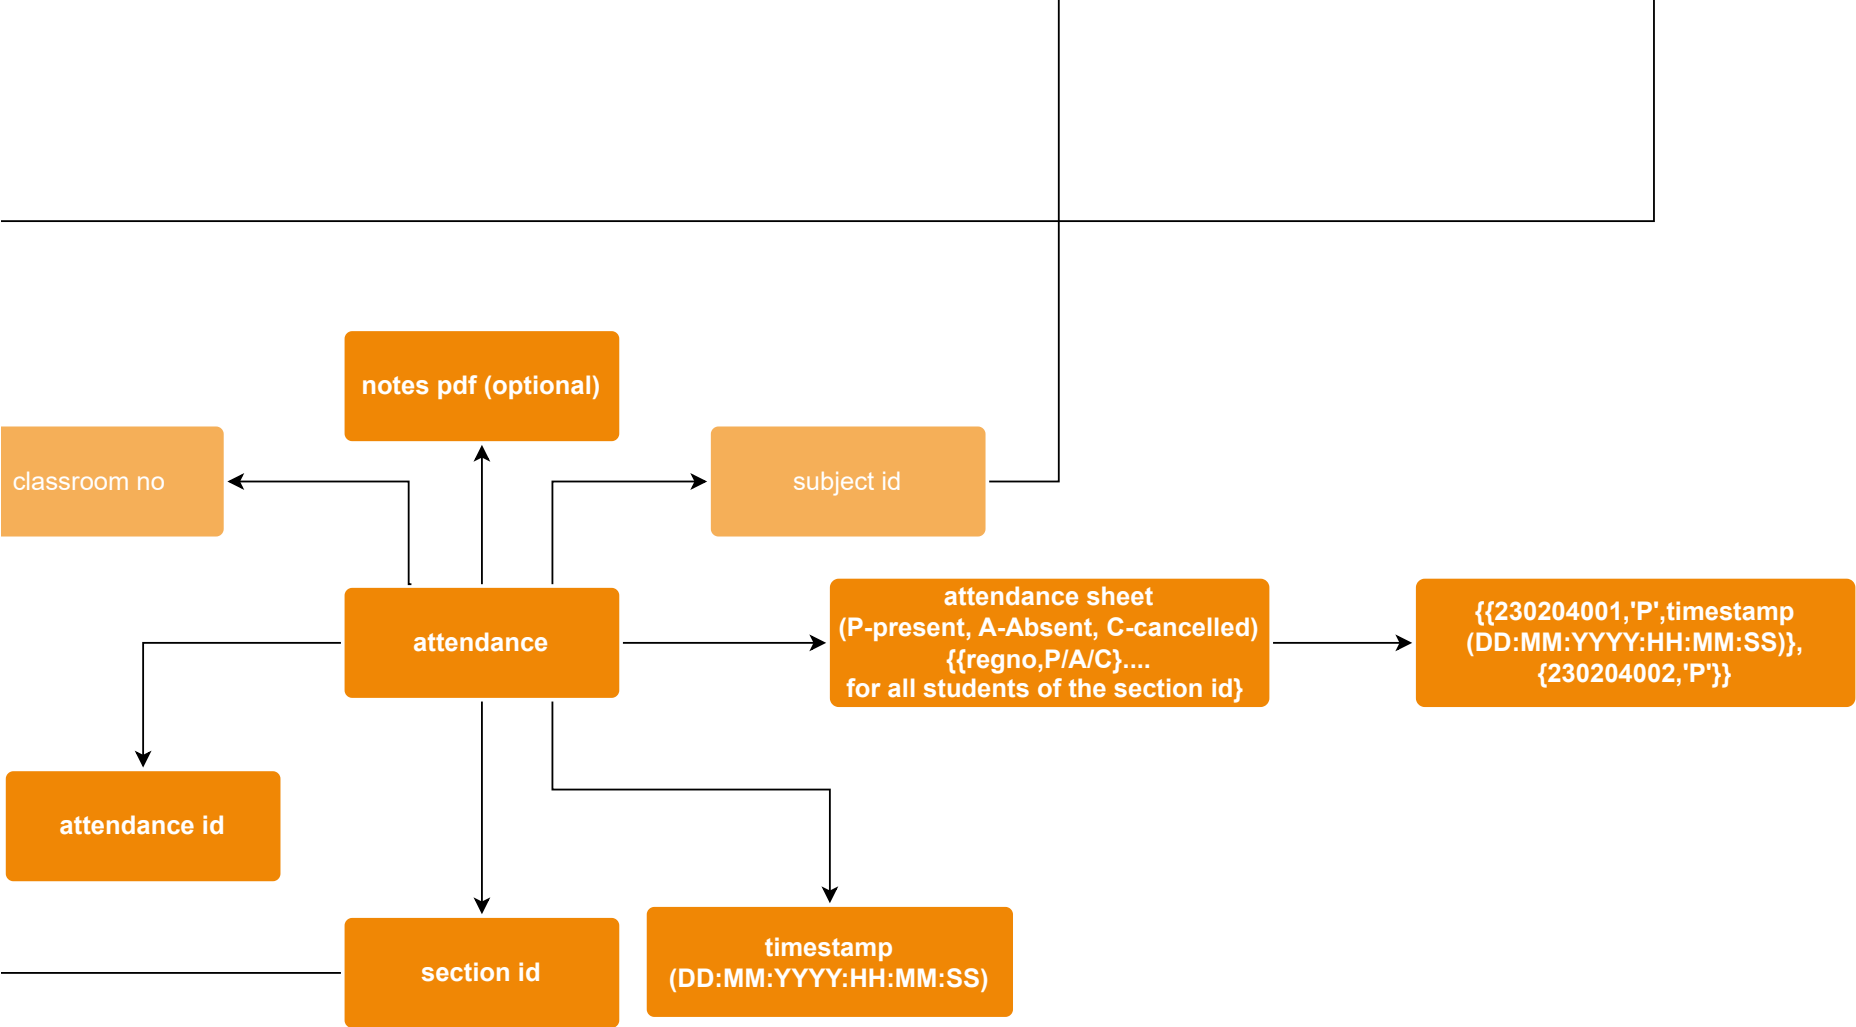 notes pdf (optional)
classroom no
subject id
attendance
attendance sheet
(P-present, A-Absent, C-cancelled)
{{regno,P/A/C}....
for all students of the section id}
{{230204001,'P',timestamp
(DD:MM:YYYY:HH:MM:SS)},
{230204002,'P'}}
attendance id
section id
timestamp
(DD:MM:YYYY:HH:MM:SS)